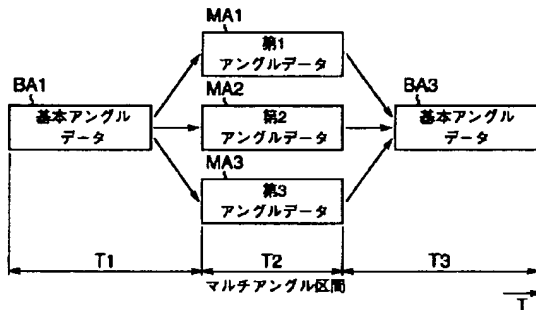 MA1
第1
アングルデータ
BA1
基本アングル
データ
MA2
第2
アングルデータ
BA3
基本アングル
データ
MA3
第3
アングルデータ
T1
T2
T3
マルチアングル区間
T